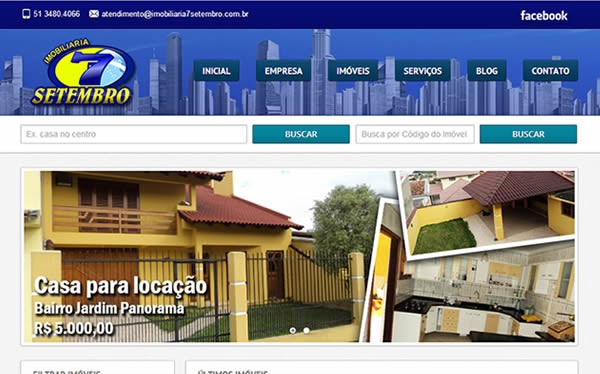 51 3480.4066 atendimento@imobiliaria7setembro.com.br facebook
IMOBILIARIA
7
SETEMBRO
INICIAL EMPRESA IMÓVEIS SERVIÇOS BLOG CONTATO
Ex. casa no centro BUSCAR Busca por Código do Imóvel BUSCAR
Casa para locação
Bairro Jardim Panorama
R$ 5.000,00
FILTRAR IMÓVEIS ÚLTIMOS IMÓVEIS